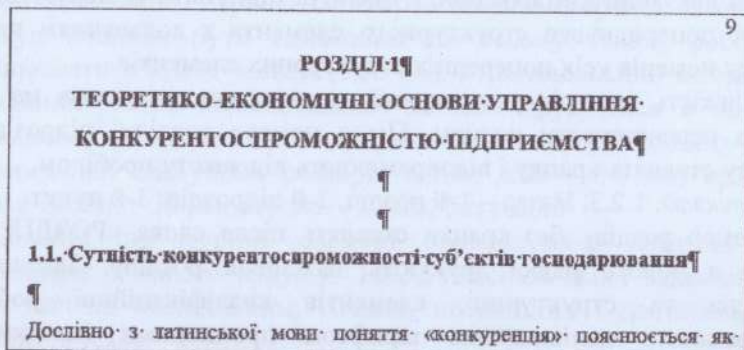 9
РОЗДІЛ·1¶
ТЕОРЕТИКО-ЕКОНОМІЧНІ·ОСНОВИ·УПРАВЛІННЯ·
КОНКУРЕНТОСПРОМОЖНІСТЮ·ПІДПРИЄМСТВА¶
¶
¶
1.1.·Сутність·конкурентоспроможності·суб’єктів·господарювання¶
¶
Дослівно· з· латинської· мови· поняття· «конкуренція»· пояснюється· як·